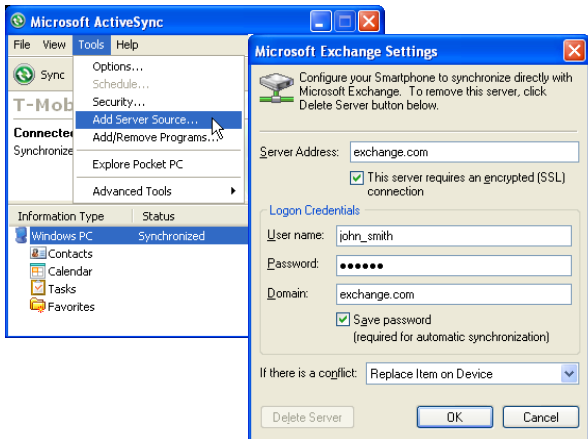 Microsoft ActiveSync
File View Tools Help
Sync
Options...
Schedule...
Security...
Add Server Source...
Add/Remove Programs...
Explore Pocket PC
Advanced Tools
T-Mob
Connected
Synchronize
Information Type Status
Windows PC Synchronized
Contacts
Calendar
Tasks
Favorites
Microsoft Exchange Settings
Configure your Smartphone to synchronize directly with
Microsoft Exchange. To remove this server, click
Delete Server button below.
Server Address: exchange.com
This server requires an encrypted (SSL)
connection
Logon Credentials
User name: john_smith
Password: ●●●●●●
Domain: exchange.com
Save password
(required for automatic synchronization)
If there is a conflict: Replace Item on Device
Delete Server OK Cancel